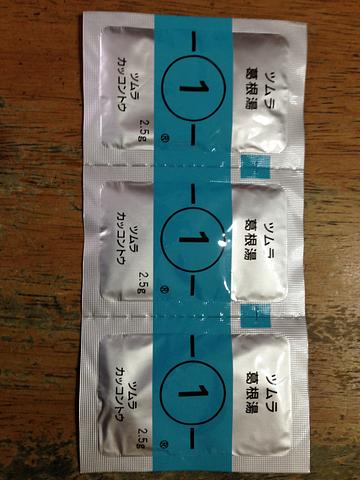 ツムラ
葛根湯
1
®
ツムラ
カッコントウ
2.5g
ツムラ
葛根湯
1
®
ツムラ
カッコントウ
2.5g
ツムラ
葛根湯
1
®
ツムラ
カッコントウ
2.5g